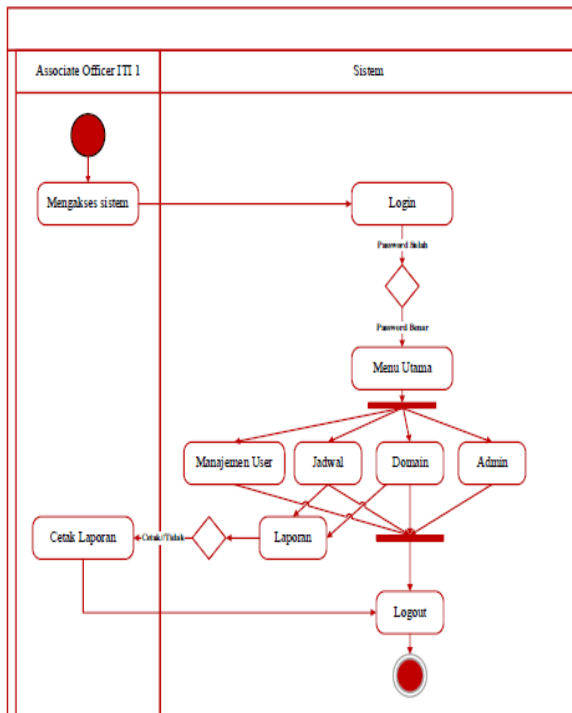 Associate Officer ITI 1
Sistem
Mengakses sistem
Login
Password Salah
Password Benar
Menu Utama
Manajemen User
Jadwal
Domain
Admin
Cetak Laporan
Cetak/Tidak
Laporan
Logout